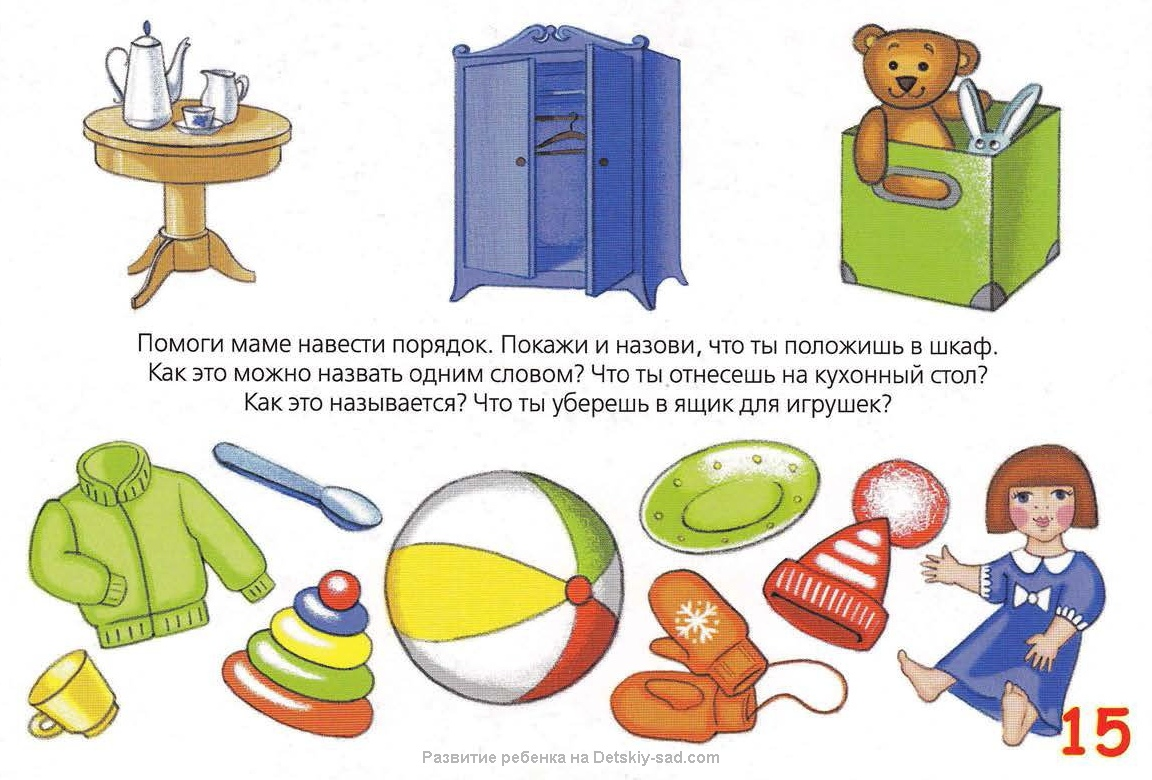 Помоги маме навести порядок. Покажи и назови, что ты положишь в шкаф.
Как это можно назвать одним словом? Что ты отнесешь на кухонный стол?
Как это называется? Что ты уберешь в ящик для игрушек?
15
Развитие ребенка на Detskiy-sad.com